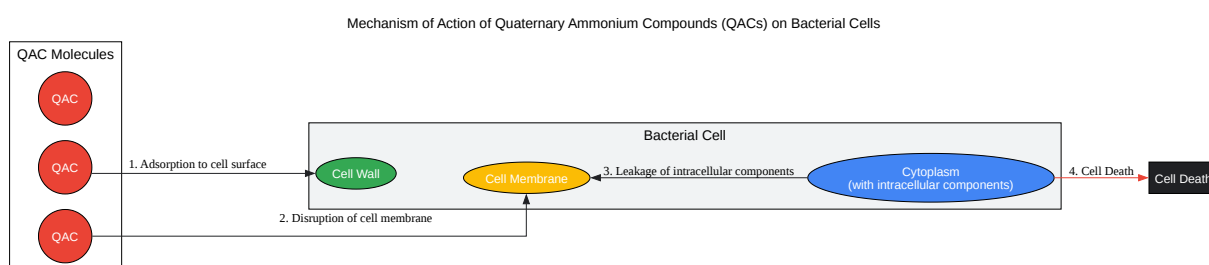 Mechanism of Action of Quaternary Ammonium Compounds (QACs) on Bacterial Cells
QAC Molecules
QAC
QAC
QAC
1. Adsorption to cell surface
2. Disruption of cell membrane
Bacterial Cell
Cell Wall
Cell Membrane
3. Leakage of intracellular components
Cytoplasm
(with intracellular components)
4. Cell Death
Cell Death